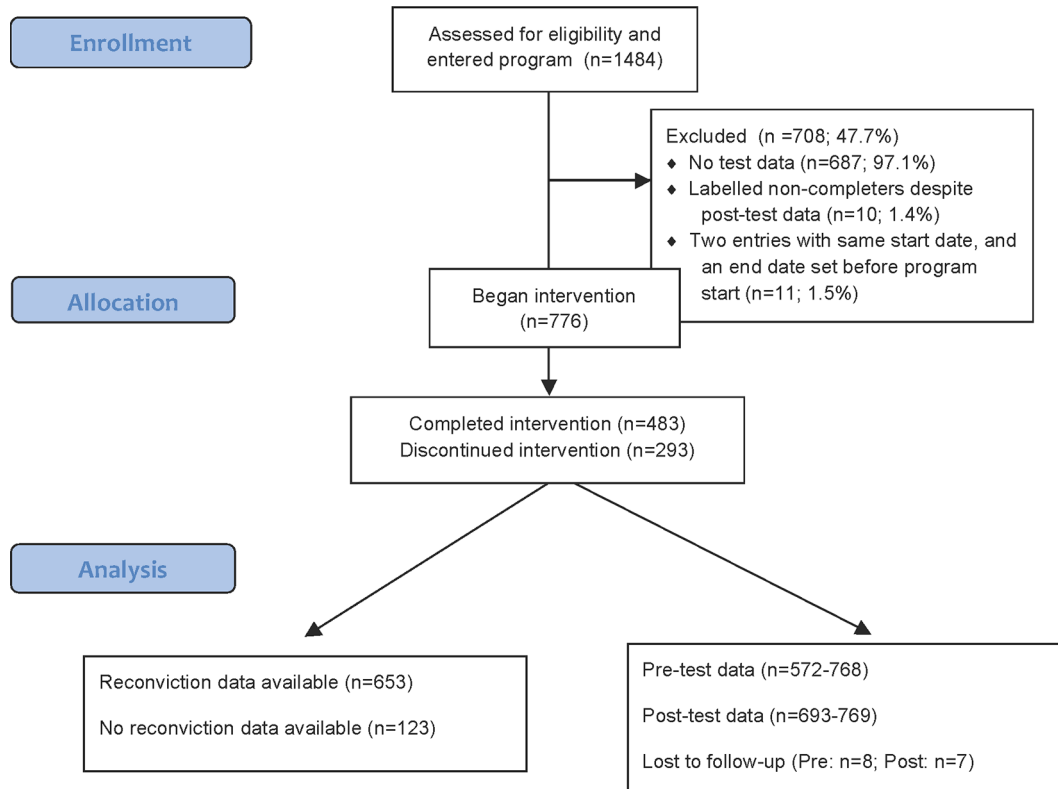 Enrollment
Assessed for eligibility and
entered program (n=1484)
Excluded (n =708; 47.7%)
♦ No test data (n=687; 97.1%)
♦ Labelled non-completers despite
post-test data (n=10; 1.4%)
♦ Two entries with same start date, and
an end date set before program
start (n=11; 1.5%)
Allocation
Began intervention
(n=776)
Completed intervention (n=483)
Discontinued intervention (n=293)
Analysis
Reconviction data available (n=653)
No reconviction data available (n=123)
Pre-test data (n=572-768)
Post-test data (n=693-769)
Lost to follow-up (Pre: n=8; Post: n=7)